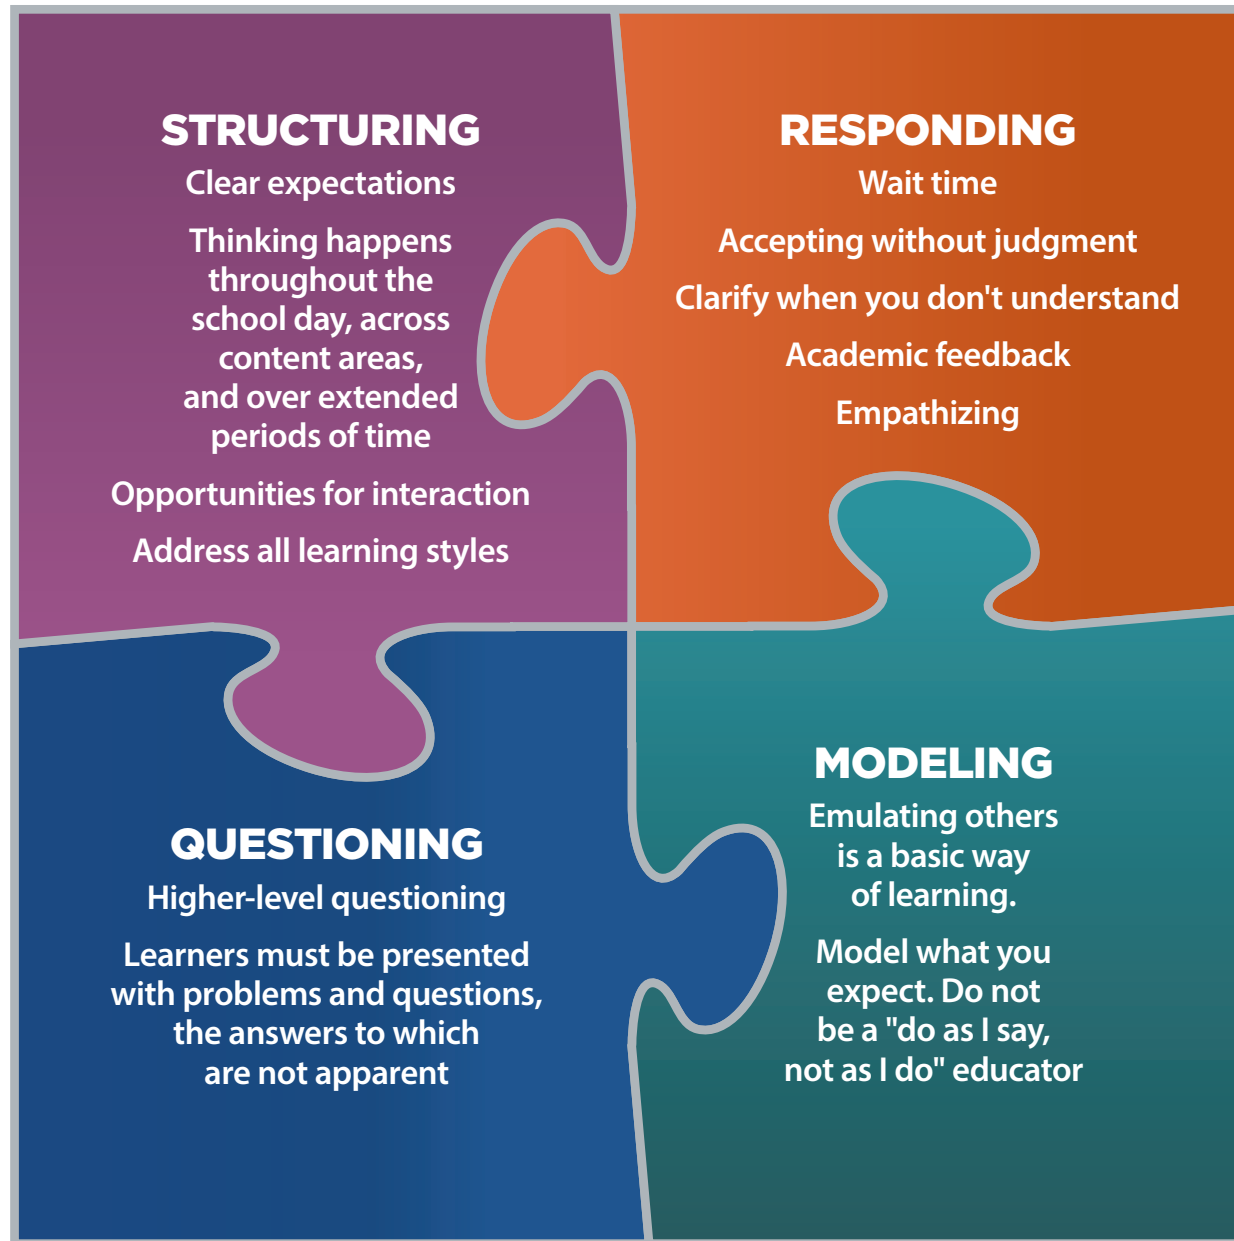 STRUCTURING
Clear expectations
Thinking happens
throughout the
school day, across
content areas,
and over extended
periods of time
Opportunities for interaction
Address all learning styles
RESPONDING
Wait time
Accepting without judgment
Clarify when you don't understand
Academic feedback
Empathizing
QUESTIONING
Higher-level questioning
Learners must be presented
with problems and questions,
the answers to which
are not apparent
MODELING
Emulating others
is a basic way
of learning.
Model what you
expect. Do not
be a "do as I say,
not as I do" educator